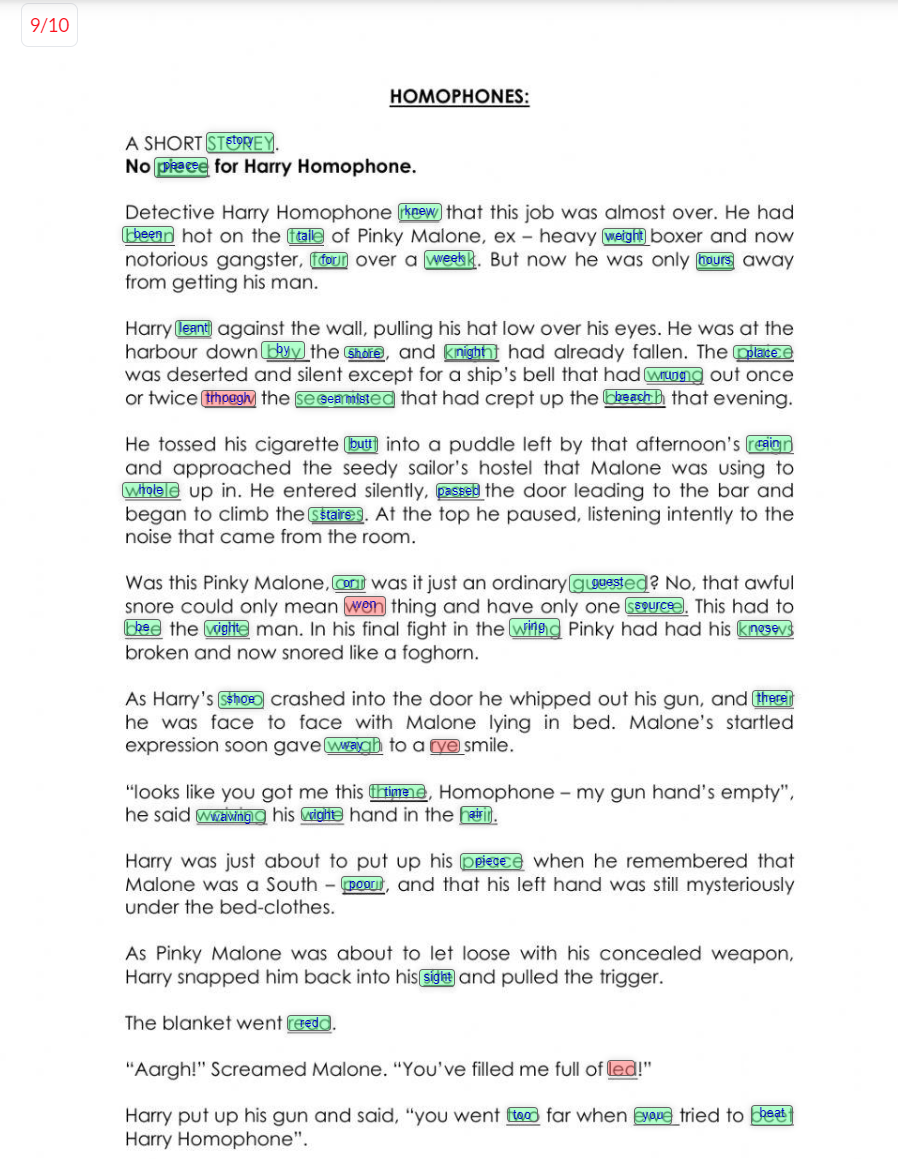 9/10
HOMOPHONES:
A SHORT story.
No peace for Harry Homophone.
Detective Harry Homophone knew that this job was almost over. He had
been hot on the tail of Pinky Malone, ex – heavy weight boxer and now
notorious gangster, for over a week. But now he was only hours away
from getting his man.
Harry leant against the wall, pulling his hat low over his eyes. He was at the
harbour down by the shore, and night had already fallen. The place
was deserted and silent except for a ship's bell that had rung out once
or twice trhough the sea mist that had crept up the beach that evening.
He tossed his cigarette butt into a puddle left by that afternoon's rain
and approached the seedy sailor's hostel that Malone was using to
hole up in. He entered silently, passed the door leading to the bar and
began to climb the stairs. At the top he paused, listening intently to the
noise that came from the room.
Was this Pinky Malone, or was it just an ordinary guest? No, that awful
snore could only mean won thing and have only one source. This had to
be the right man. In his final fight in the ring Pinky had had his nose
broken and now snored like a foghorn.
As Harry's shoe crashed into the door he whipped out his gun, and there
he was face to face with Malone lying in bed. Malone's startled
expression soon gave way to a rye smile.
"looks like you got me this time, Homophone – my gun hand's empty",
he said waving his right hand in the air.
Harry was just about to put up his piece when he remembered that
Malone was a South – poor, and that his left hand was still mysteriously
under the bed-clothes.
As Pinky Malone was about to let loose with his concealed weapon,
Harry snapped him back into his sight and pulled the trigger.
The blanket went red.
"Aargh!" Screamed Malone. "You've filled me full of led!"
Harry put up his gun and said, "you went too far when you tried to beat
Harry Homophone".